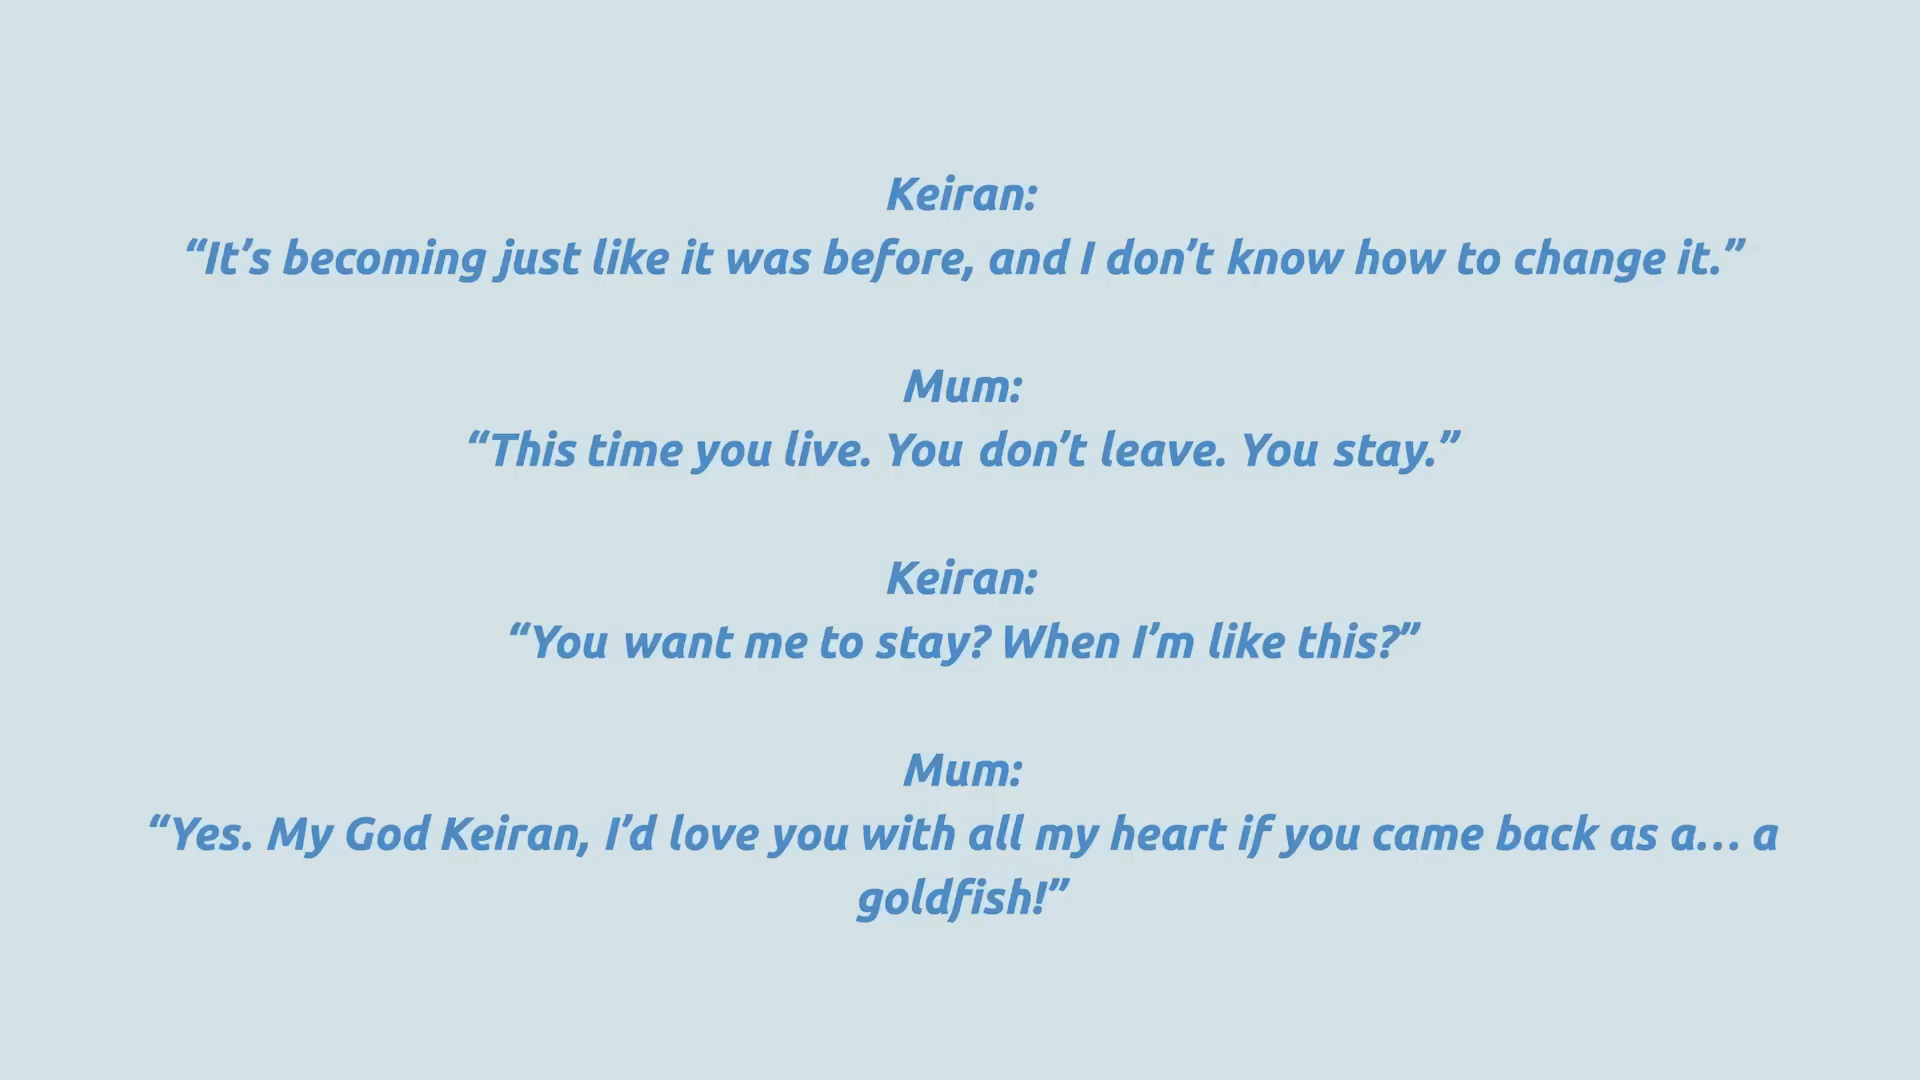 Keiran:
“It’s becoming just like it was before, and I don’t know how to change it.”
Mum:
“This time you live. You don’t leave. You stay.”
Keiran:
“You want me to stay? When I’m like this?”
Mum:
“Yes. My God Keiran, I’d love you with all my heart if you came back as a… a
goldfish!”